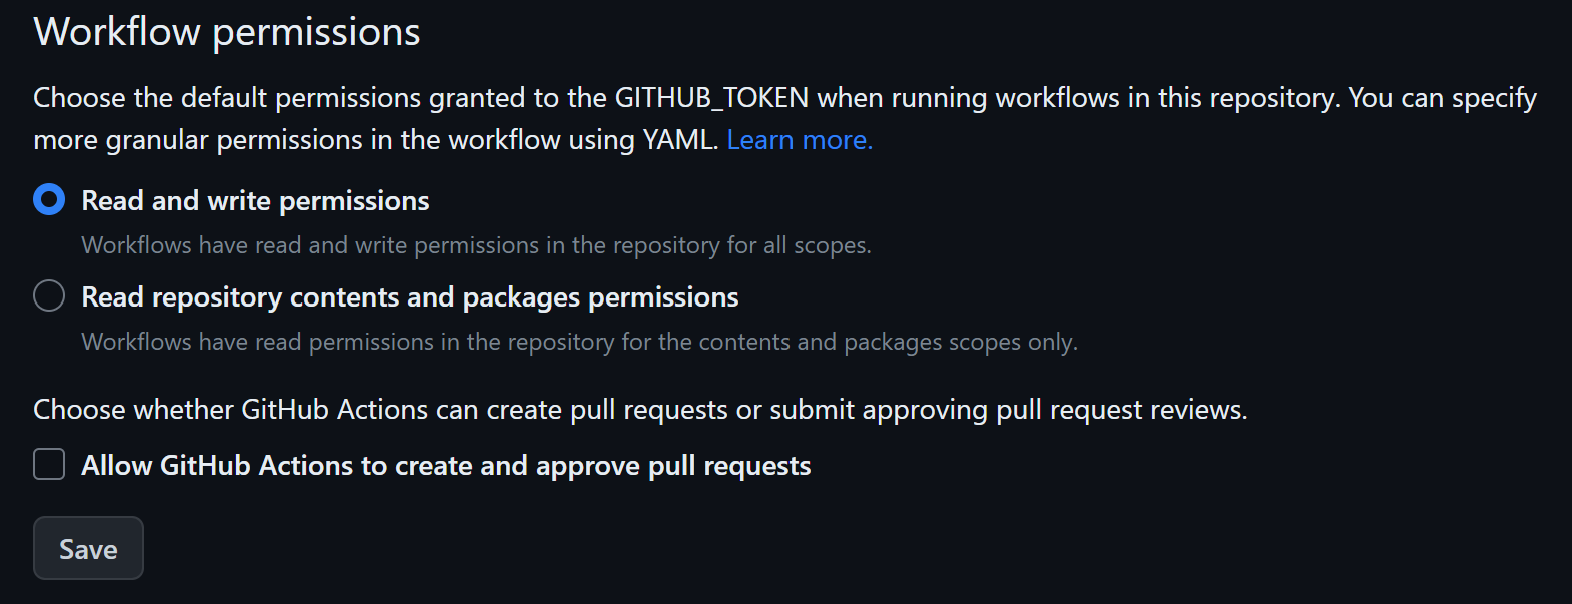 Workflow permissions
Choose the default permissions granted to the GITHUB_TOKEN when running workflows in this repository. You can specify
more granular permissions in the workflow using YAML. Learn more.
Read and write permissions
Workflows have read and write permissions in the repository for all scopes.
Read repository contents and packages permissions
Workflows have read permissions in the repository for the contents and packages scopes only.
Choose whether GitHub Actions can create pull requests or submit approving pull request reviews.
Allow GitHub Actions to create and approve pull requests
Save